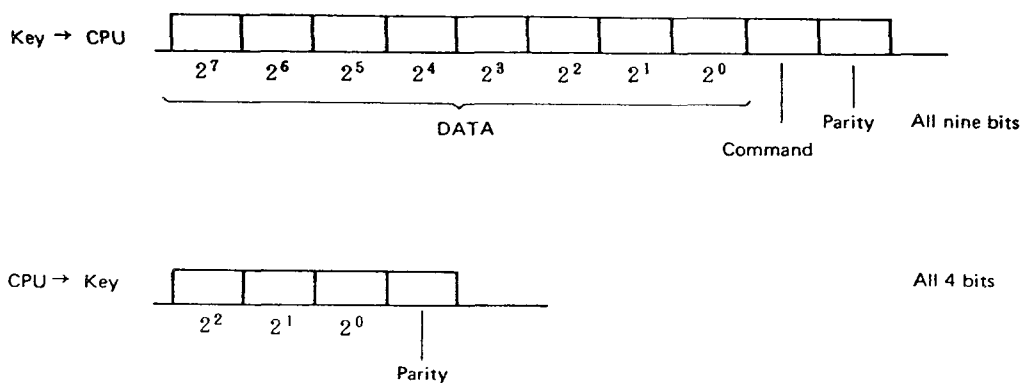 Key → CPU
2⁷ 2⁶ 2⁵ 2⁴ 2³ 2² 2¹ 2⁰
DATA
Command
Parity
All nine bits
CPU → Key
2² 2¹ 2⁰
Parity
All 4 bits